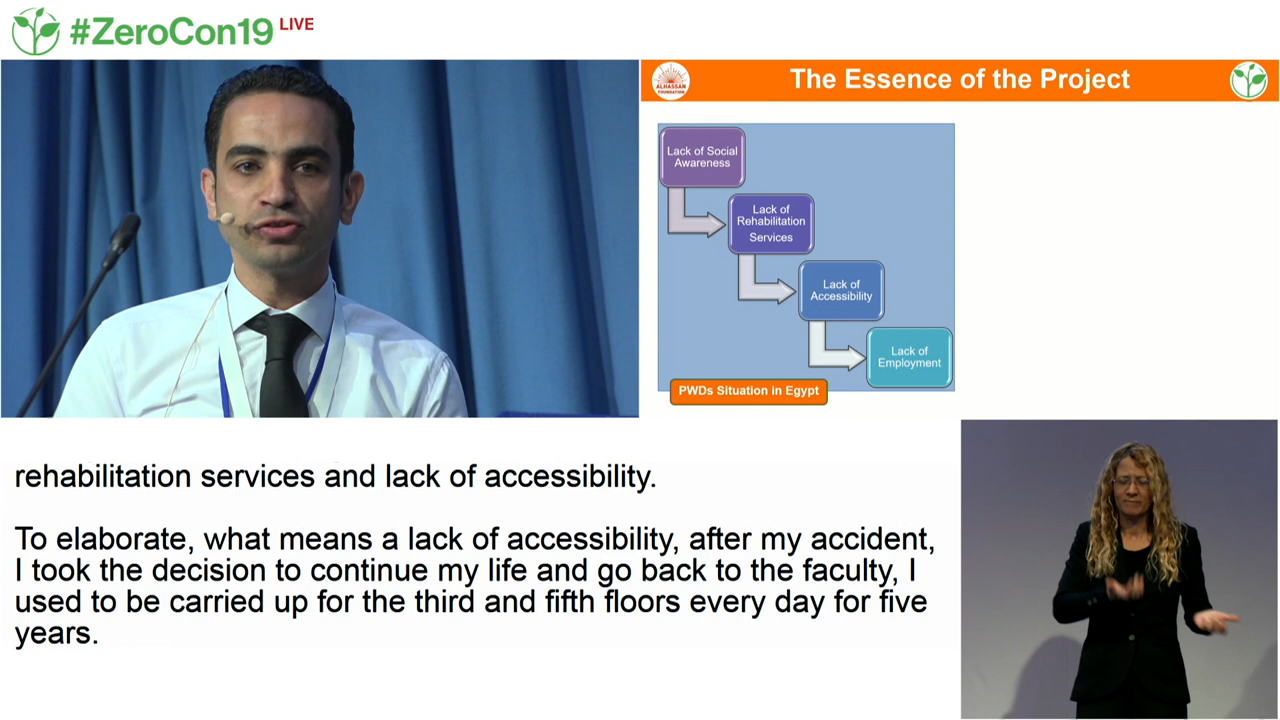 #ZeroCon19 LIVE
ALHASSAN
FOUNDATION
The Essence of the Project
Lack of Social
Awareness
Lack of
Rehabilitation
Services
Lack of
Accessibility
Lack of
Employment
PWDs Situation in Egypt
rehabilitation services and lack of accessibility.
To elaborate, what means a lack of accessibility, after my accident,
I took the decision to continue my life and go back to the faculty, I
used to be carried up for the third and fifth floors every day for five
years.